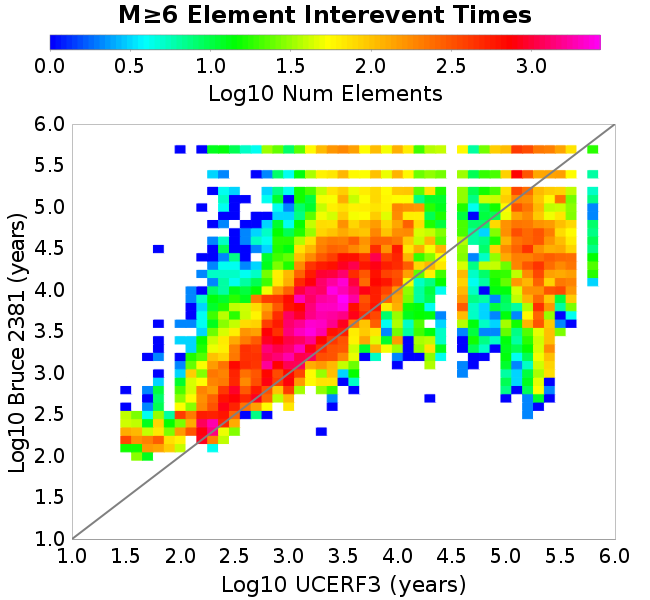 M≥6 Element Interevent Times
0.0 0.5 1.0 1.5 2.0 2.5 3.0
Log10 Num Elements
6.0
5.5
5.0
4.5
4.0
3.5
3.0
2.5
2.0
1.5
1.0
Log10 Bruce 2381 (years)
1.0 1.5 2.0 2.5 3.0 3.5 4.0 4.5 5.0 5.5 6.0
Log10 UCERF3 (years)